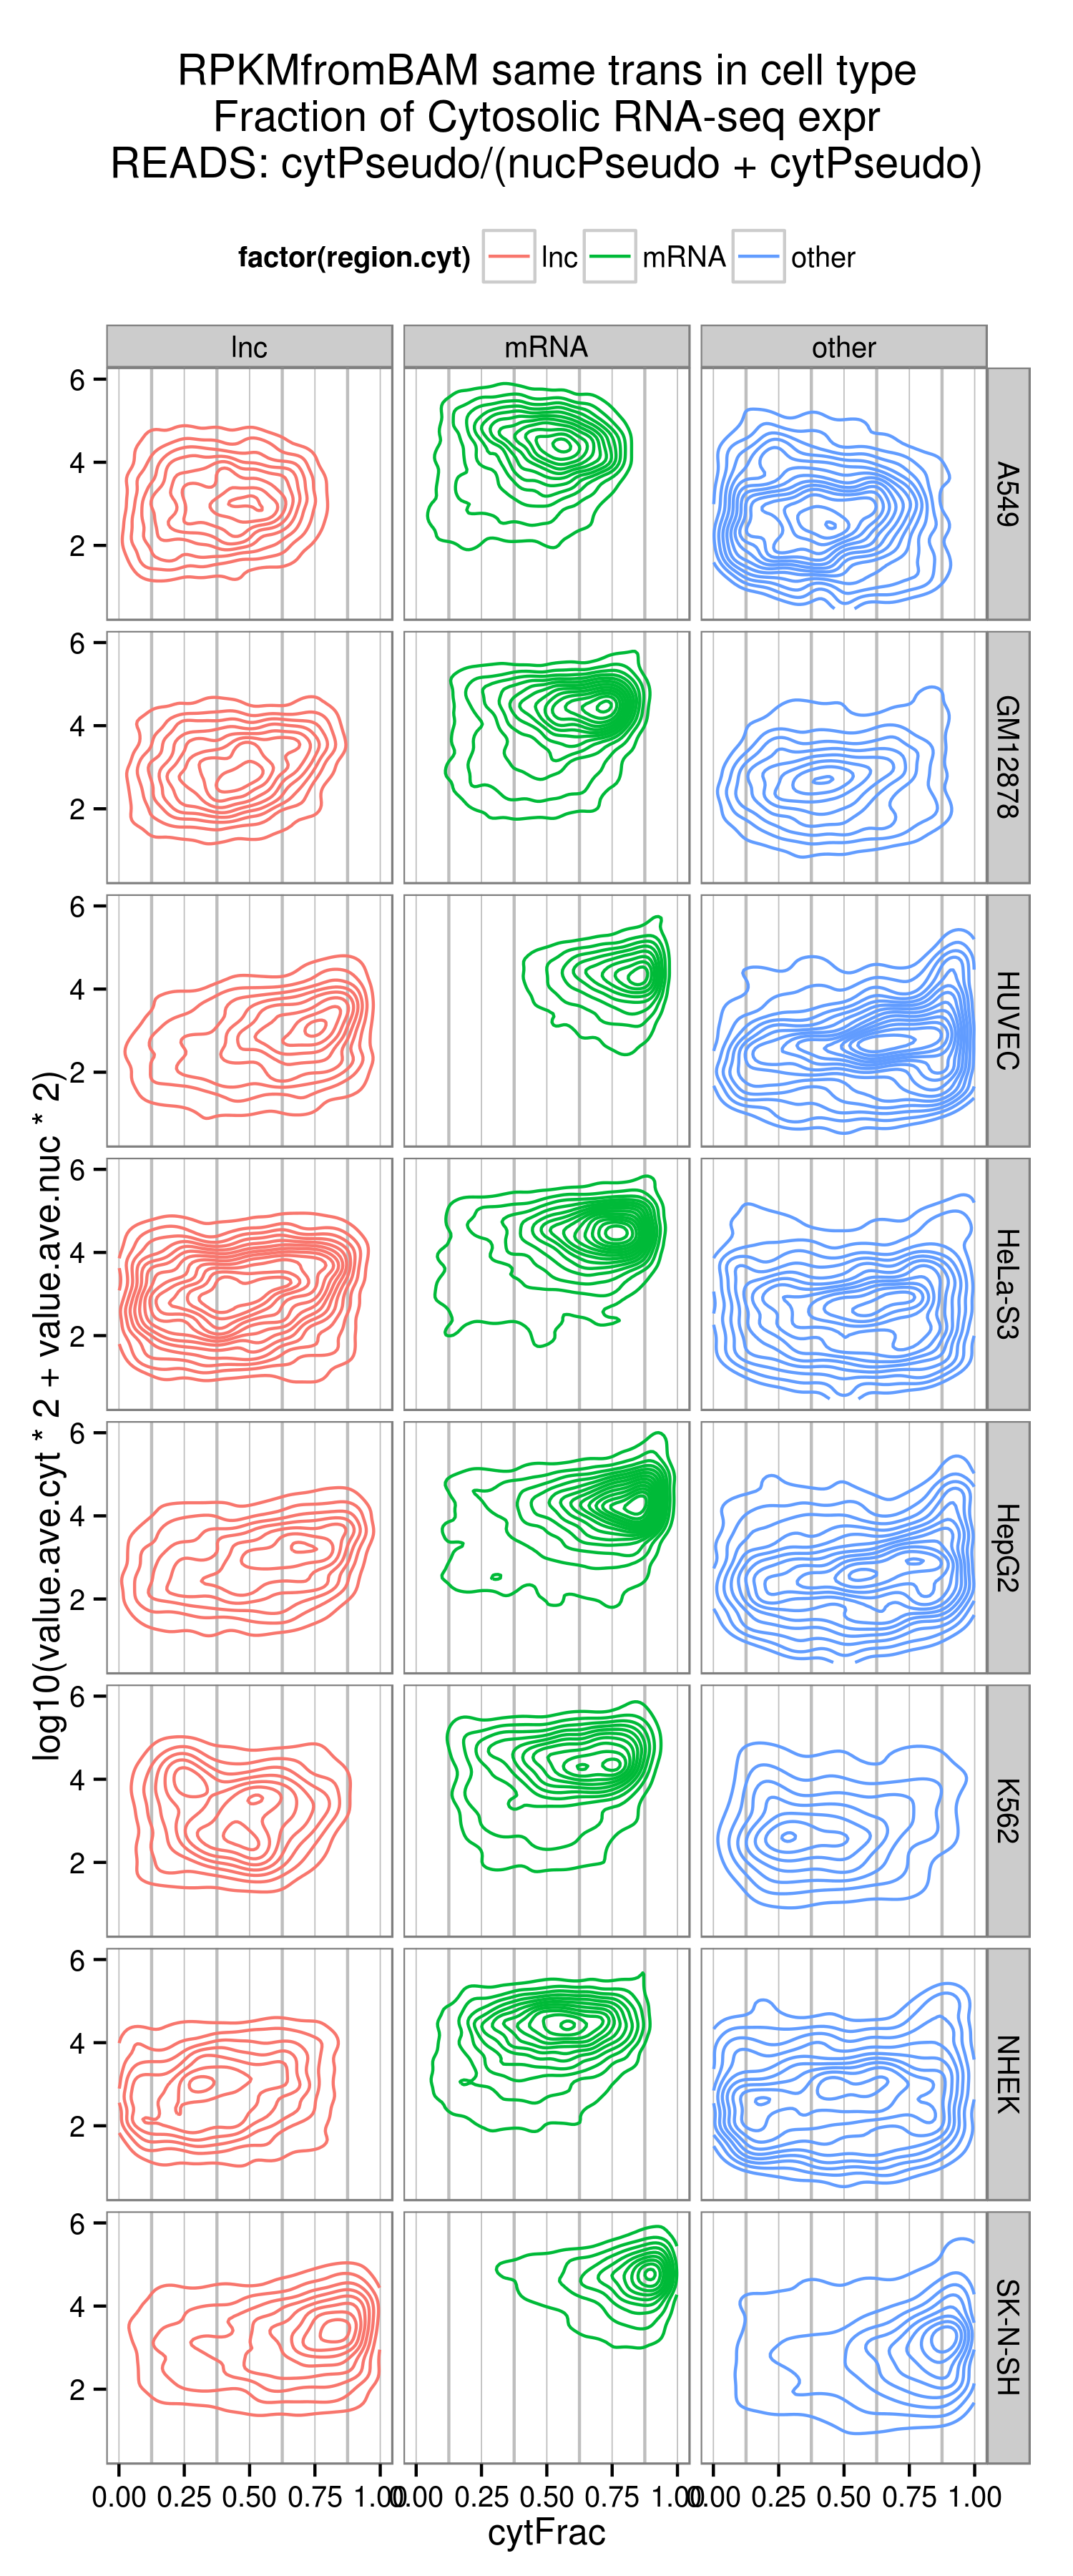 RPKMfromBAM same trans in cell type
Fraction of Cytosolic RNA-seq expr
READS: cytPseudo/(nucPseudo + cytPseudo)
factor(region.cyt) lnc mRNA other
lnc mRNA other
6
4
2
A549
6
4
2
GM12878
6
4
2
HUVEC
6
4
2
HeLa-S3
6
4
2
HepG2
6
4
2
K562
6
4
2
NHEK
6
4
2
SK-N-SH
log10(value.ave.cyt * 2 + value.ave.nuc * 2)
0.00 0.25 0.50 0.75 1.00 0.00 0.25 0.50 0.75 1.00 0.00 0.25 0.50 0.75 1.00
cytFrac